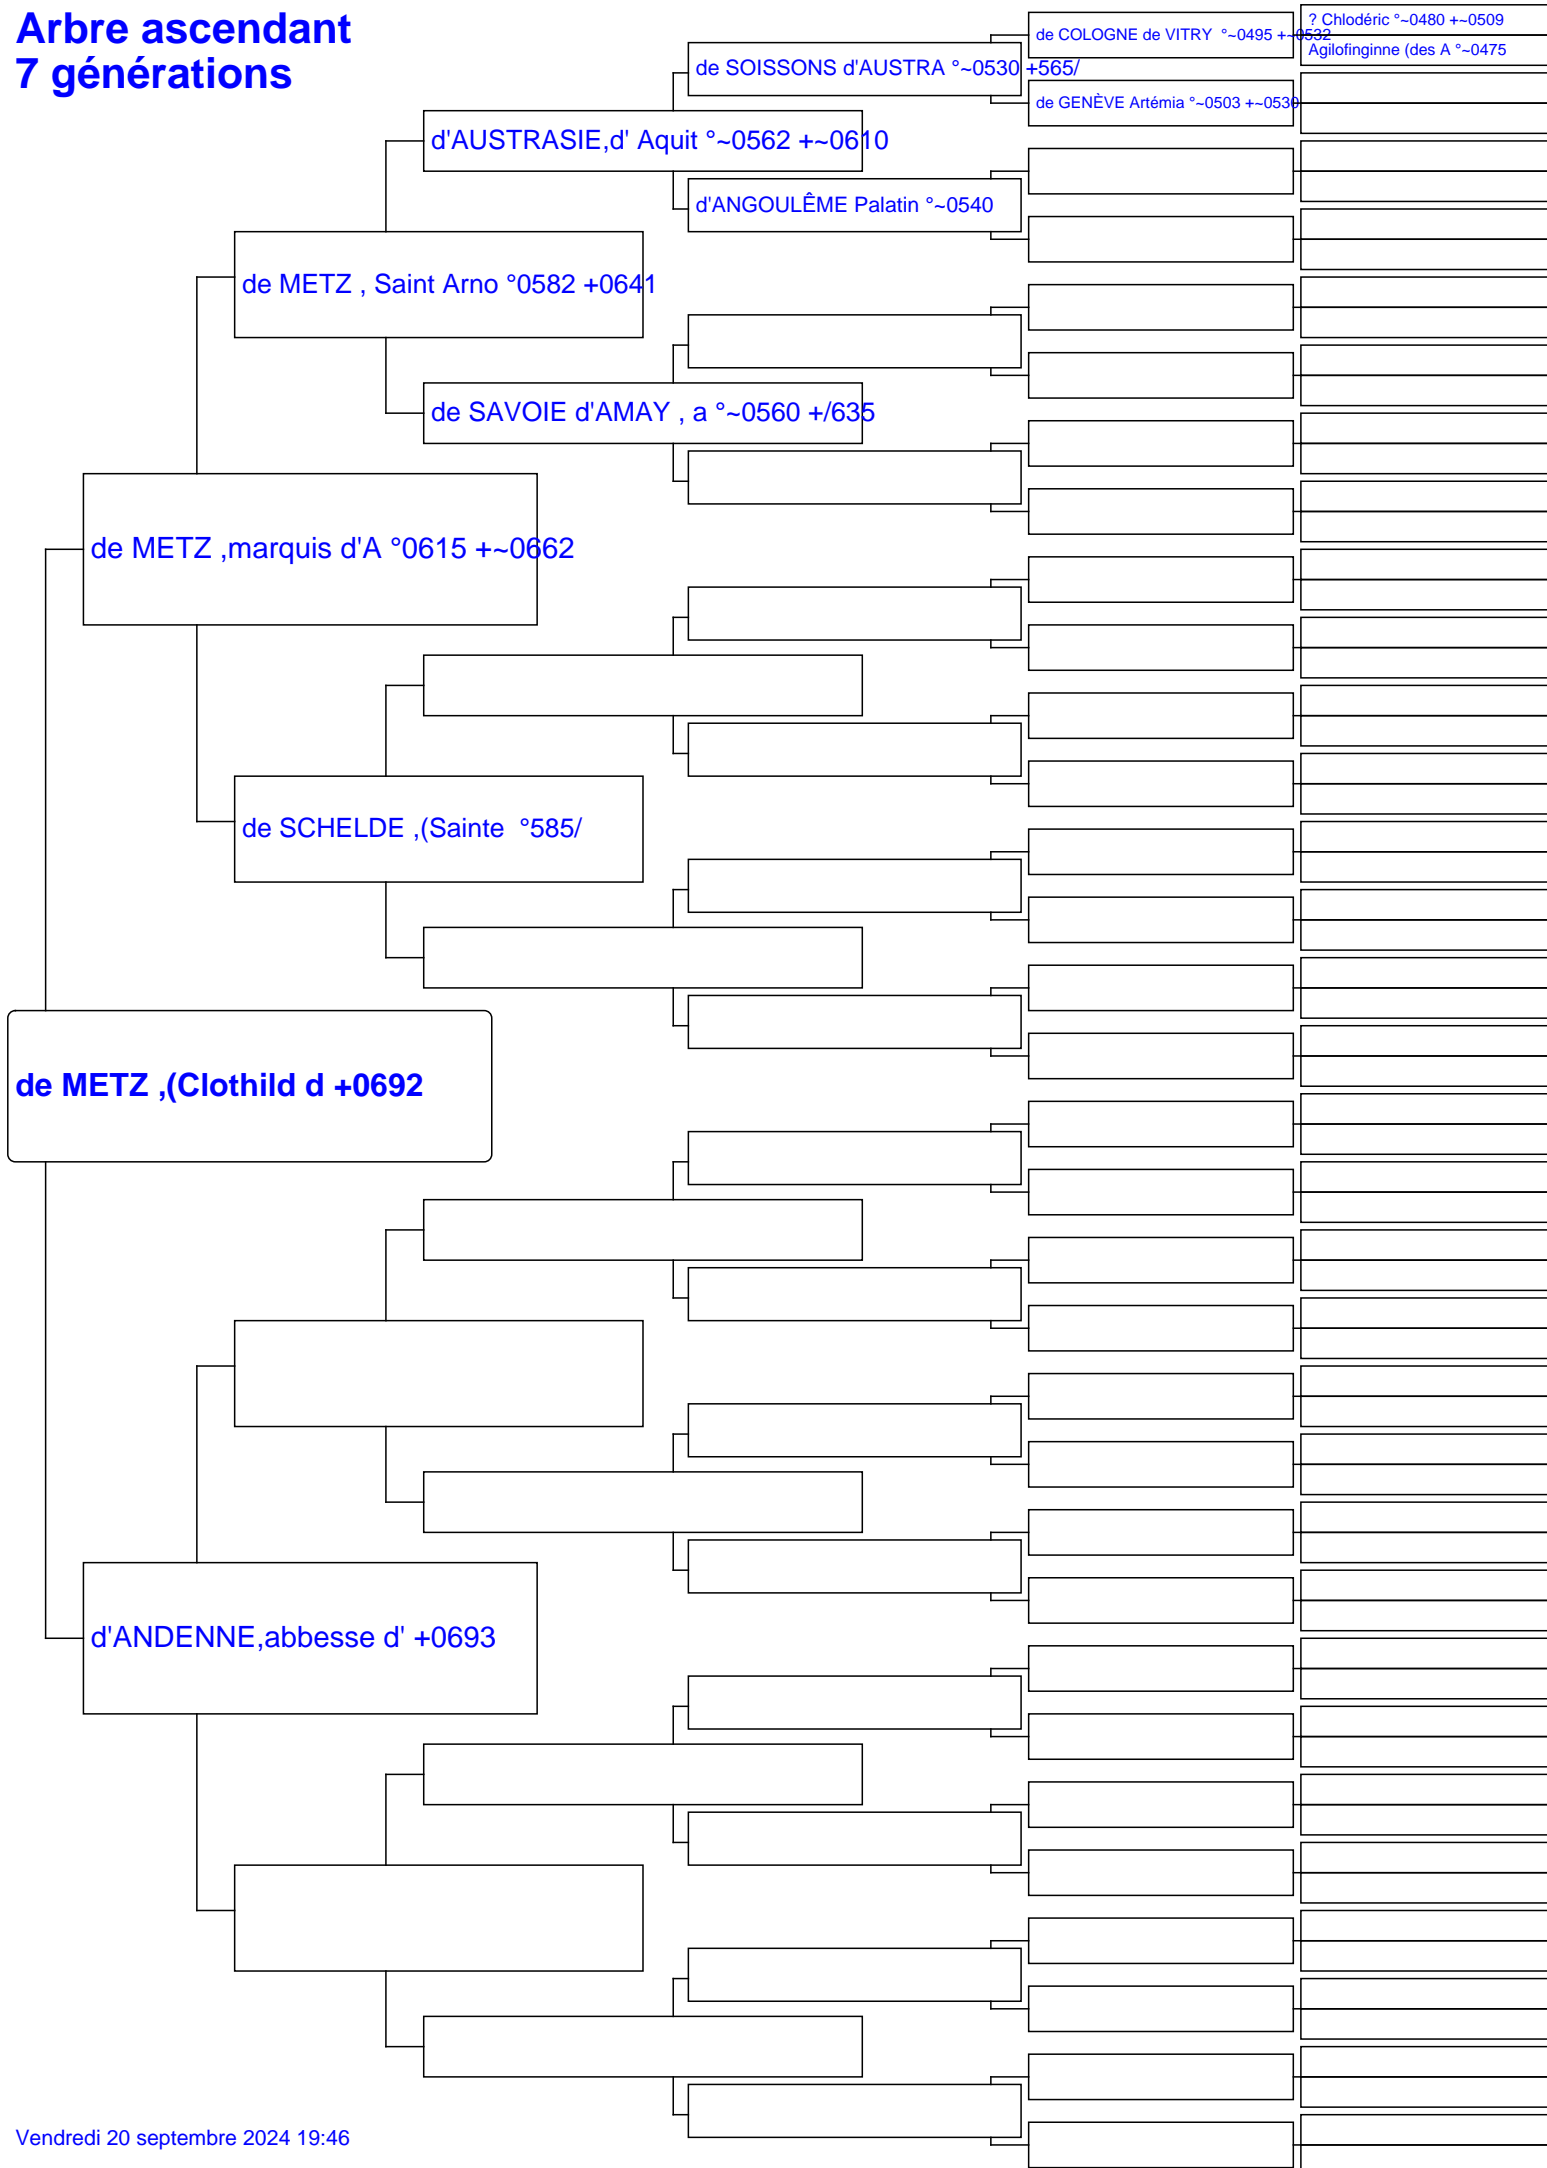 Arbre ascendant
7 générations
? Chlodéric °~0480 +~0509
de COLOGNE de VITRY  °~0495 +~0532
Agilofinginne (des A °~0475
de SOISSONS d'AUSTRA °~0530 +565/
de GENÈVE Artémia °~0503 +~0530
d'AUSTRASIE,d' Aquit °~0562 +~0610
d'ANGOULÊME Palatin °~0540
de METZ , Saint Arno °0582 +0641
de SAVOIE d'AMAY , a °~0560 +/635
de METZ ,marquis d'A °0615 +~0662
de SCHELDE ,(Sainte  °585/
de METZ ,(Clothild d +0692
d'ANDENNE,abbesse d' +0693
Vendredi 20 septembre 2024 19:46